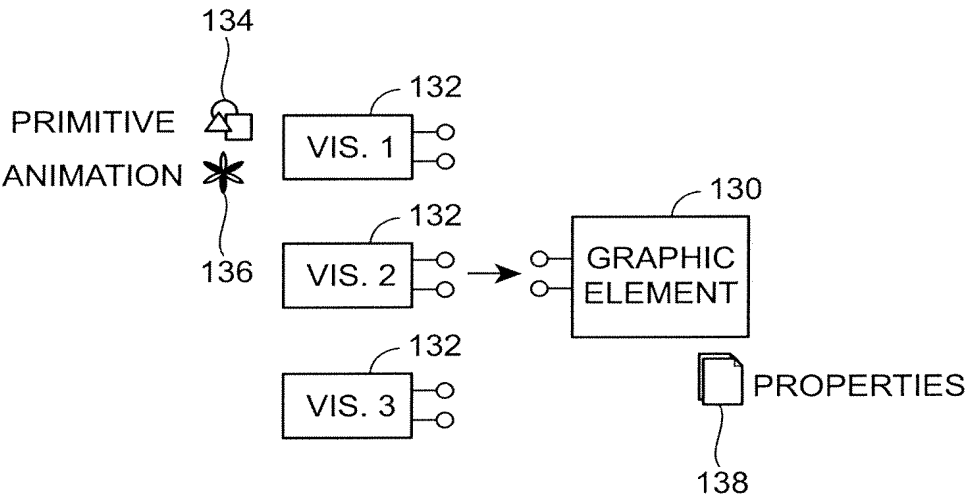 134
132
PRIMITIVE
VIS. 1
ANIMATION
136
132
VIS. 2
130
GRAPHIC
ELEMENT
132
VIS. 3
PROPERTIES
138